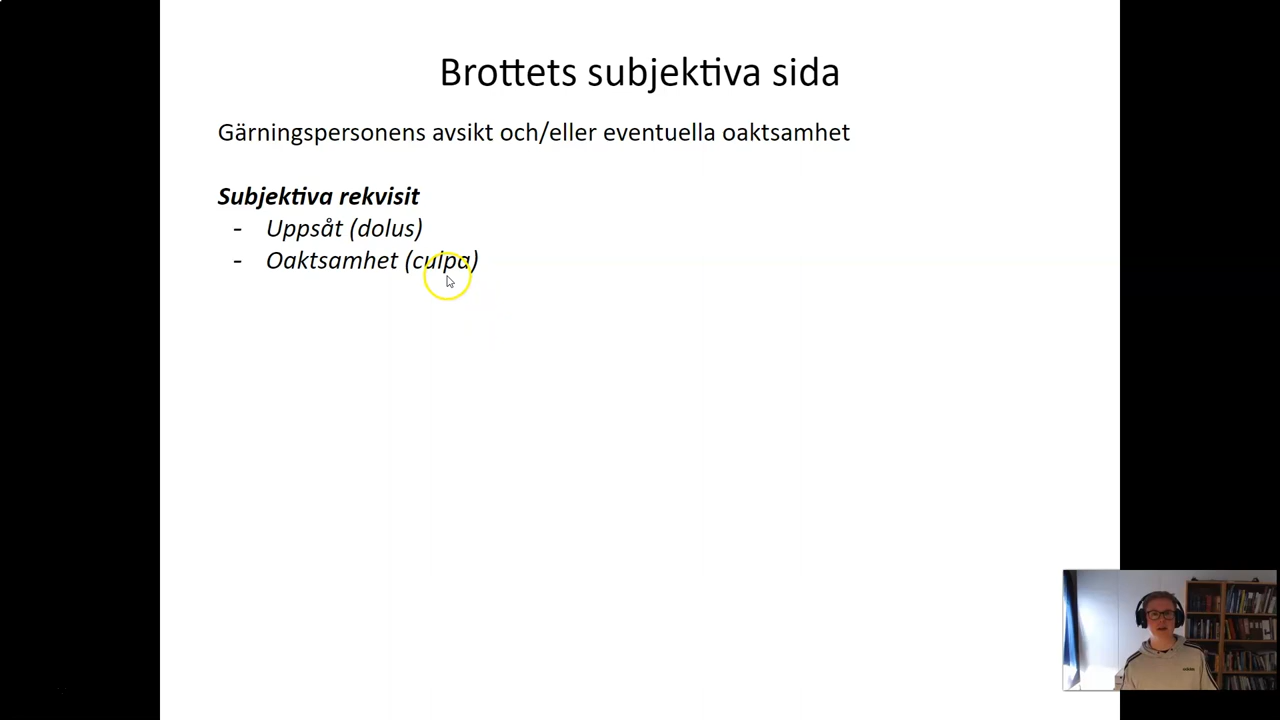 Brottets subjektiva sida
Gärningspersonens avsikt och/eller eventuella oaktsamhet
Subjektiva rekvisit
- Uppsåt (dolus)
- Oaktsamhet (culpa)